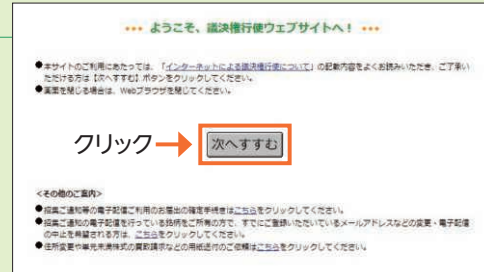 ••• ようこそ、議決権行使ウェブサイトへ！ •••
●本サイトのご利用にあたっては、「インターネットによる議決権行使について」の記載内容をよくお読みいただき、ご了承い
ただける方は【次へすすむ】ボタンをクリックしてください。
●画面を閉じる場合は、Webブラウザを閉じてください。
クリック→ 次へすすむ
<その他のご案内>
●招集ご通知等の電子配信ご利用のお届出の確定手続きはこちらをクリックしてください。
●招集ご通知の電子配信を行っている銘柄をご所有の方で、すでにご登録いただいているメールアドレスなどの変更・電子配信
の中止を希望される方は、こちらをクリックしてください。
●住所変更や単元未満株式の買取請求などの用紙送付のご依頼はこちらをクリックしてください。